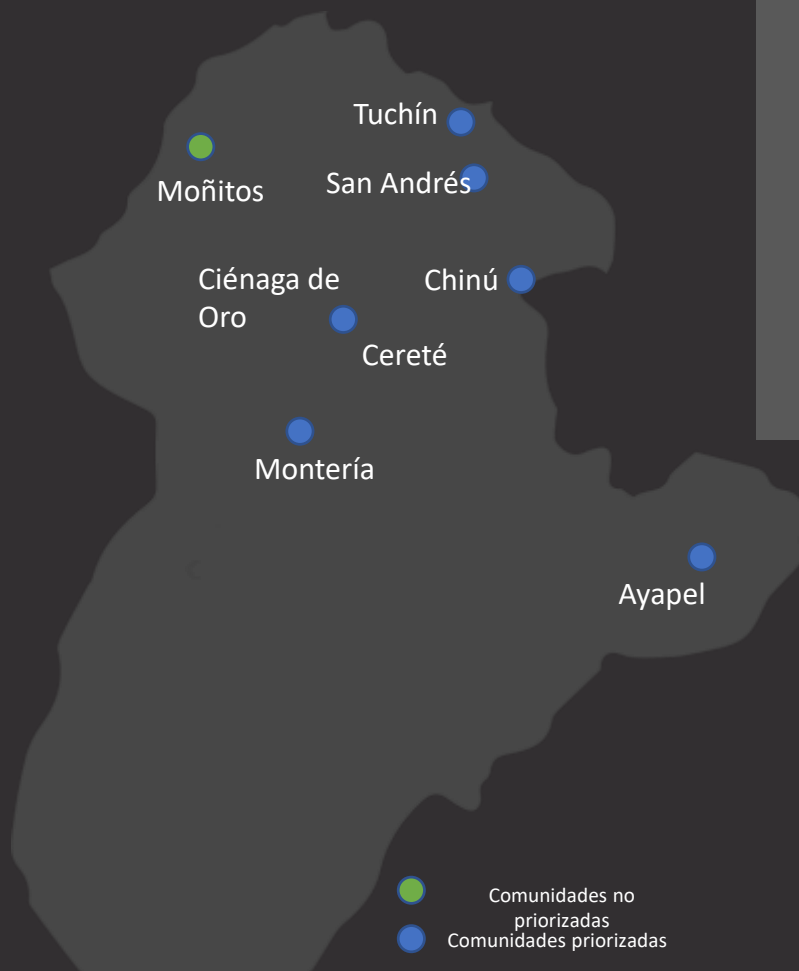 Tuchín
Moñitos
San Andrés
Ciénaga de
Oro
Chinú
Cereté
Montería
Ayapel
Comunidades no
priorizadas
Comunidades priorizadas